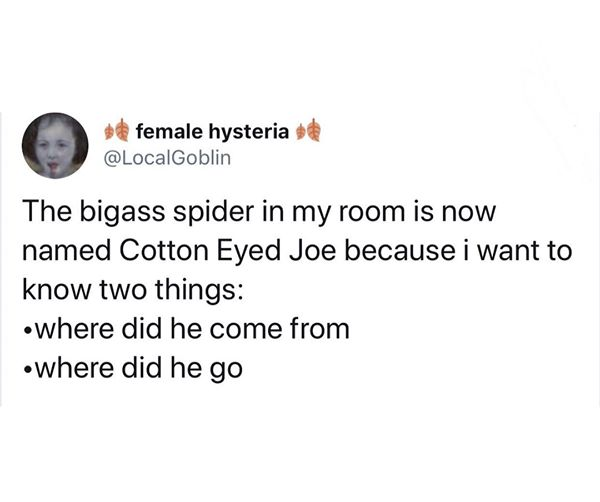 🍂 female hysteria 🍂
@LocalGoblin
The bigass spider in my room is now
named Cotton Eyed Joe because i want to
know two things:
•where did he come from
•where did he go